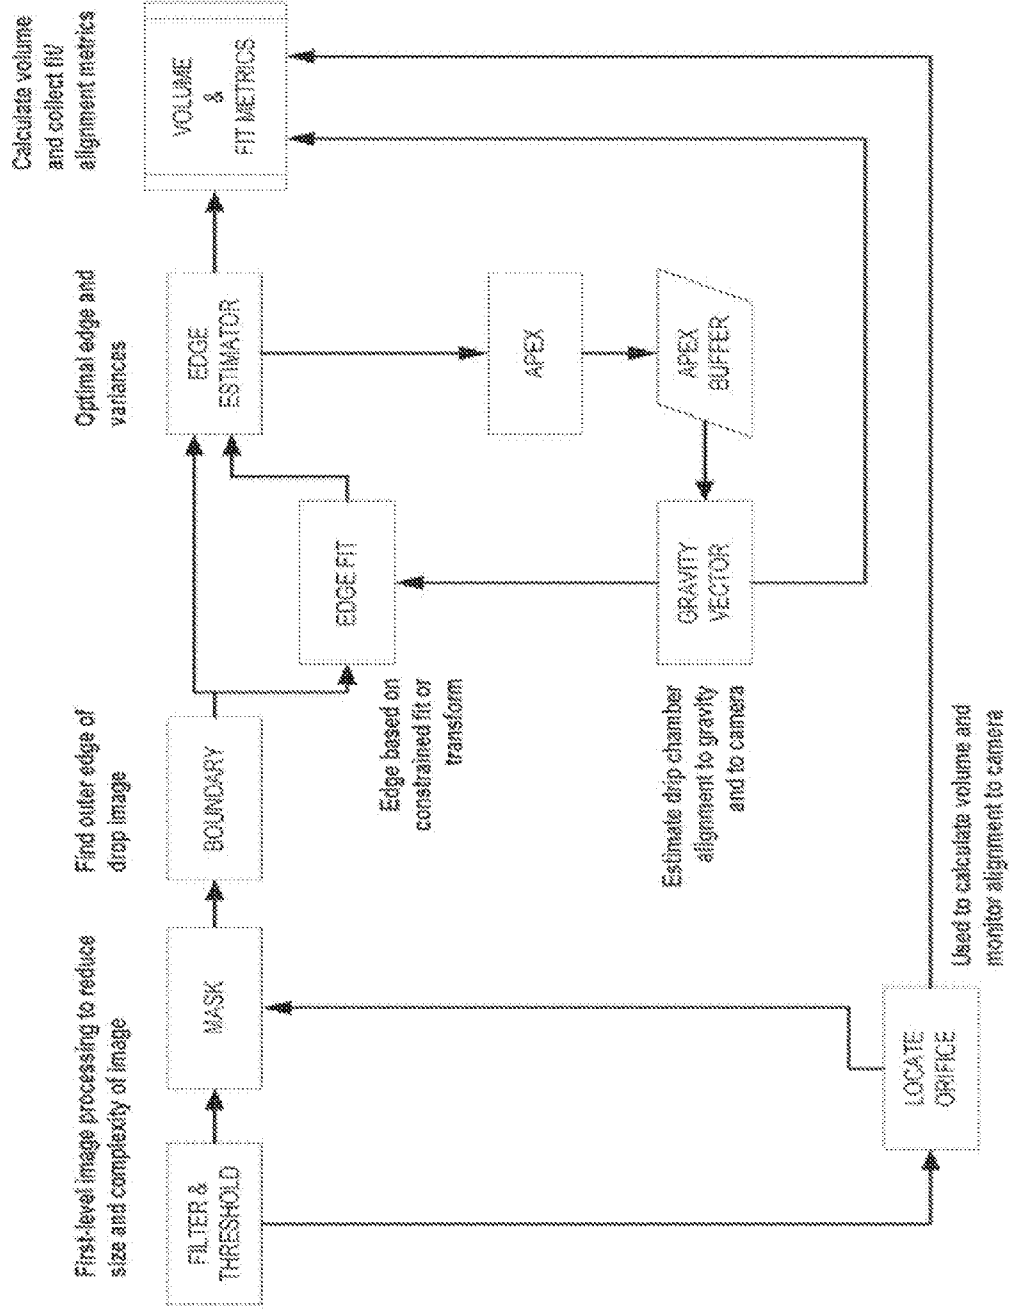 First-level image processing to reduce
size and complexity of image
Find outer edge of
drop image
Optimal edge and
variances
Calculate volume
and collect fit/
alignment metrics
FILTER &
THRESHOLD
MASK
BOUNDARY
EDGE
ESTIMATOR
VOLUME
&
FIT METRICS
EDGE FIT
Edge based on
constrained fit or
transform
APEX
APEX
BUFFER
GRAVITY
VECTOR
Estimate drip chamber
alignment to gravity
and to camera
LOCATE
ORIFICE
Used to calculate volume and
monitor alignment to camera